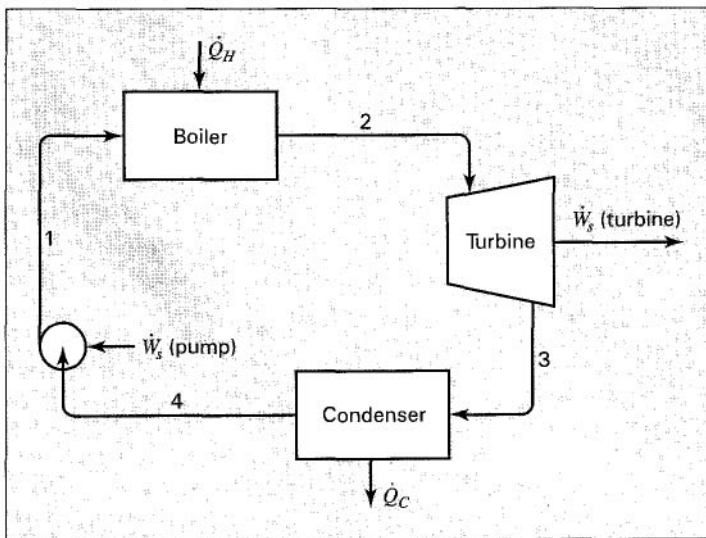 Q̇_H
Boiler
2
Ẇ_s (turbine)
Turbine
1
Ẇ_s (pump)
3
4
Condenser
Q̇_C